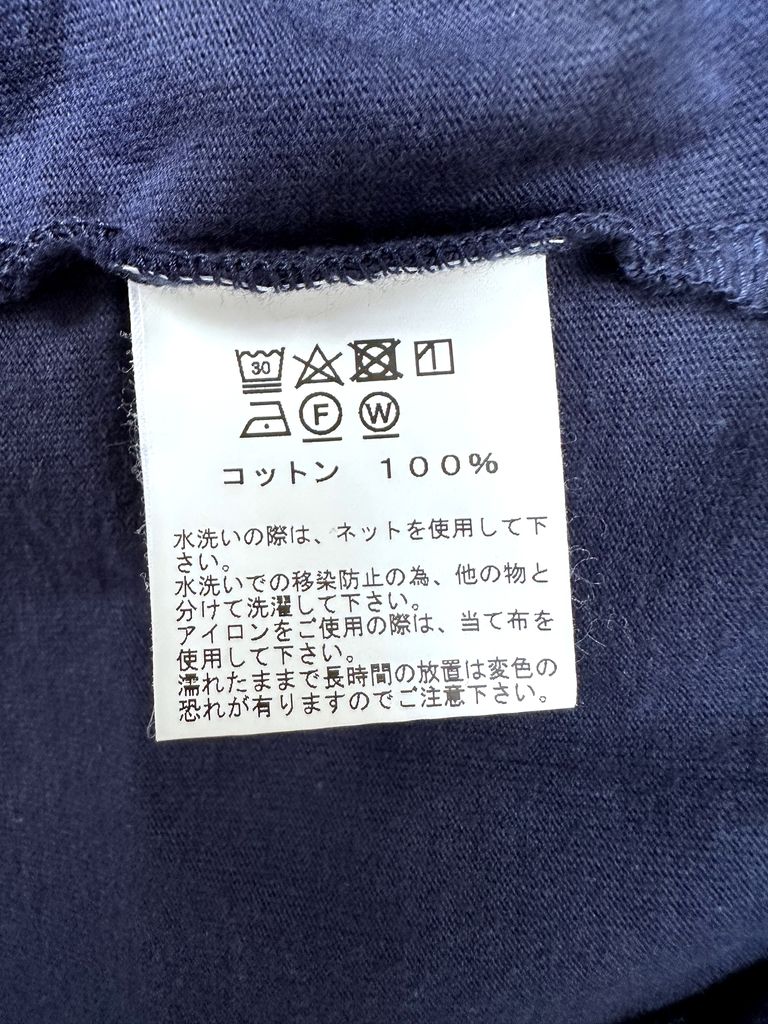 30
F W
コットン 100%
水洗いの際は、ネットを使用して下
さい。
水洗いでの移染防止の為、他の物と
分けて洗濯して下さい。
アイロンをご使用の際は、当て布を
使用して下さい。
濡れたままで長時間の放置は変色の
恐れが有りますのでご注意下さい。